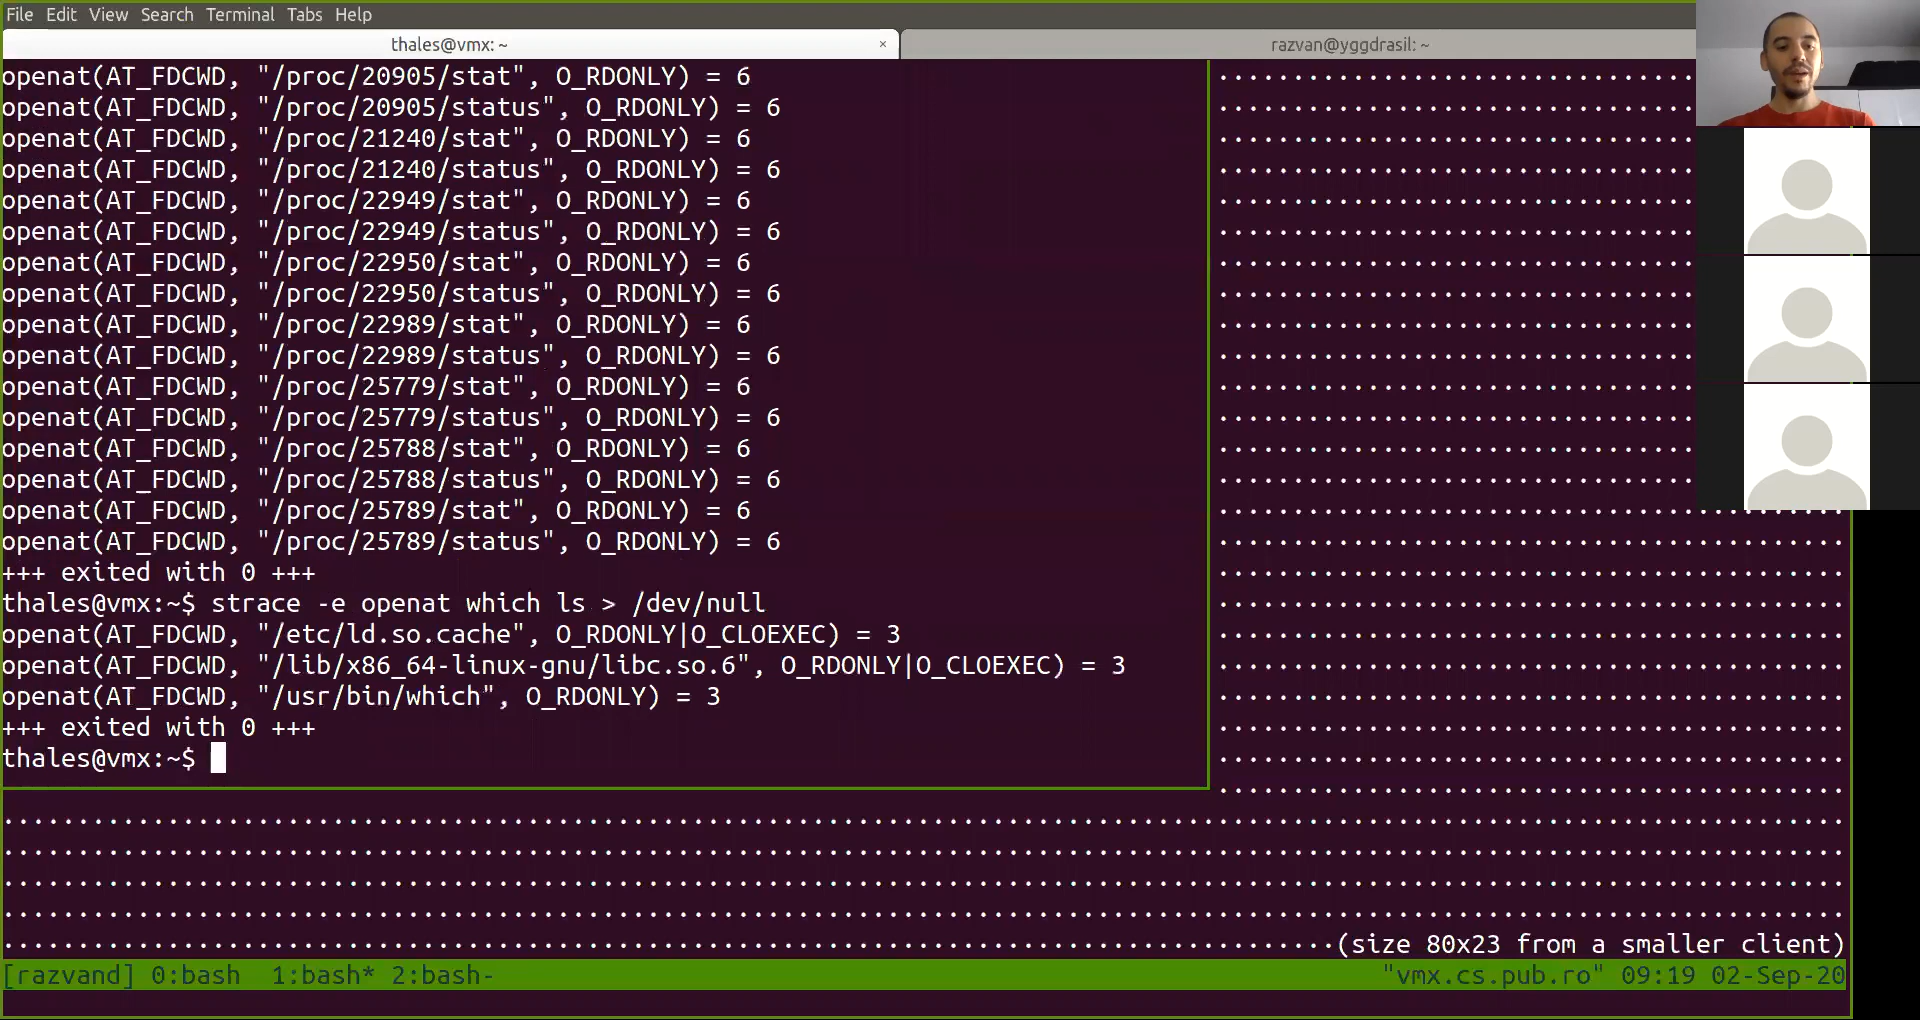 File Edit View Search Terminal Tabs Help
thales@vmx: ~ × razvan@yggdrasil: ~
openat(AT_FDCWD, "/proc/20905/stat", O_RDONLY) = 6
openat(AT_FDCWD, "/proc/20905/status", O_RDONLY) = 6
openat(AT_FDCWD, "/proc/21240/stat", O_RDONLY) = 6
openat(AT_FDCWD, "/proc/21240/status", O_RDONLY) = 6
openat(AT_FDCWD, "/proc/22949/stat", O_RDONLY) = 6
openat(AT_FDCWD, "/proc/22949/status", O_RDONLY) = 6
openat(AT_FDCWD, "/proc/22950/stat", O_RDONLY) = 6
openat(AT_FDCWD, "/proc/22950/status", O_RDONLY) = 6
openat(AT_FDCWD, "/proc/22989/stat", O_RDONLY) = 6
openat(AT_FDCWD, "/proc/22989/status", O_RDONLY) = 6
openat(AT_FDCWD, "/proc/25779/stat", O_RDONLY) = 6
openat(AT_FDCWD, "/proc/25779/status", O_RDONLY) = 6
openat(AT_FDCWD, "/proc/25788/stat", O_RDONLY) = 6
openat(AT_FDCWD, "/proc/25788/status", O_RDONLY) = 6
openat(AT_FDCWD, "/proc/25789/stat", O_RDONLY) = 6
openat(AT_FDCWD, "/proc/25789/status", O_RDONLY) = 6
+++ exited with 0 +++
thales@vmx:~$ strace -e openat which ls > /dev/null
openat(AT_FDCWD, "/etc/ld.so.cache", O_RDONLY|O_CLOEXEC) = 3
openat(AT_FDCWD, "/lib/x86_64-linux-gnu/libc.so.6", O_RDONLY|O_CLOEXEC) = 3
openat(AT_FDCWD, "/usr/bin/which", O_RDONLY) = 3
+++ exited with 0 +++
thales@vmx:~$
(size 80x23 from a smaller client)
[razvand] 0:bash 1:bash* 2:bash- "vmx.cs.pub.ro" 09:19 02-Sep-20